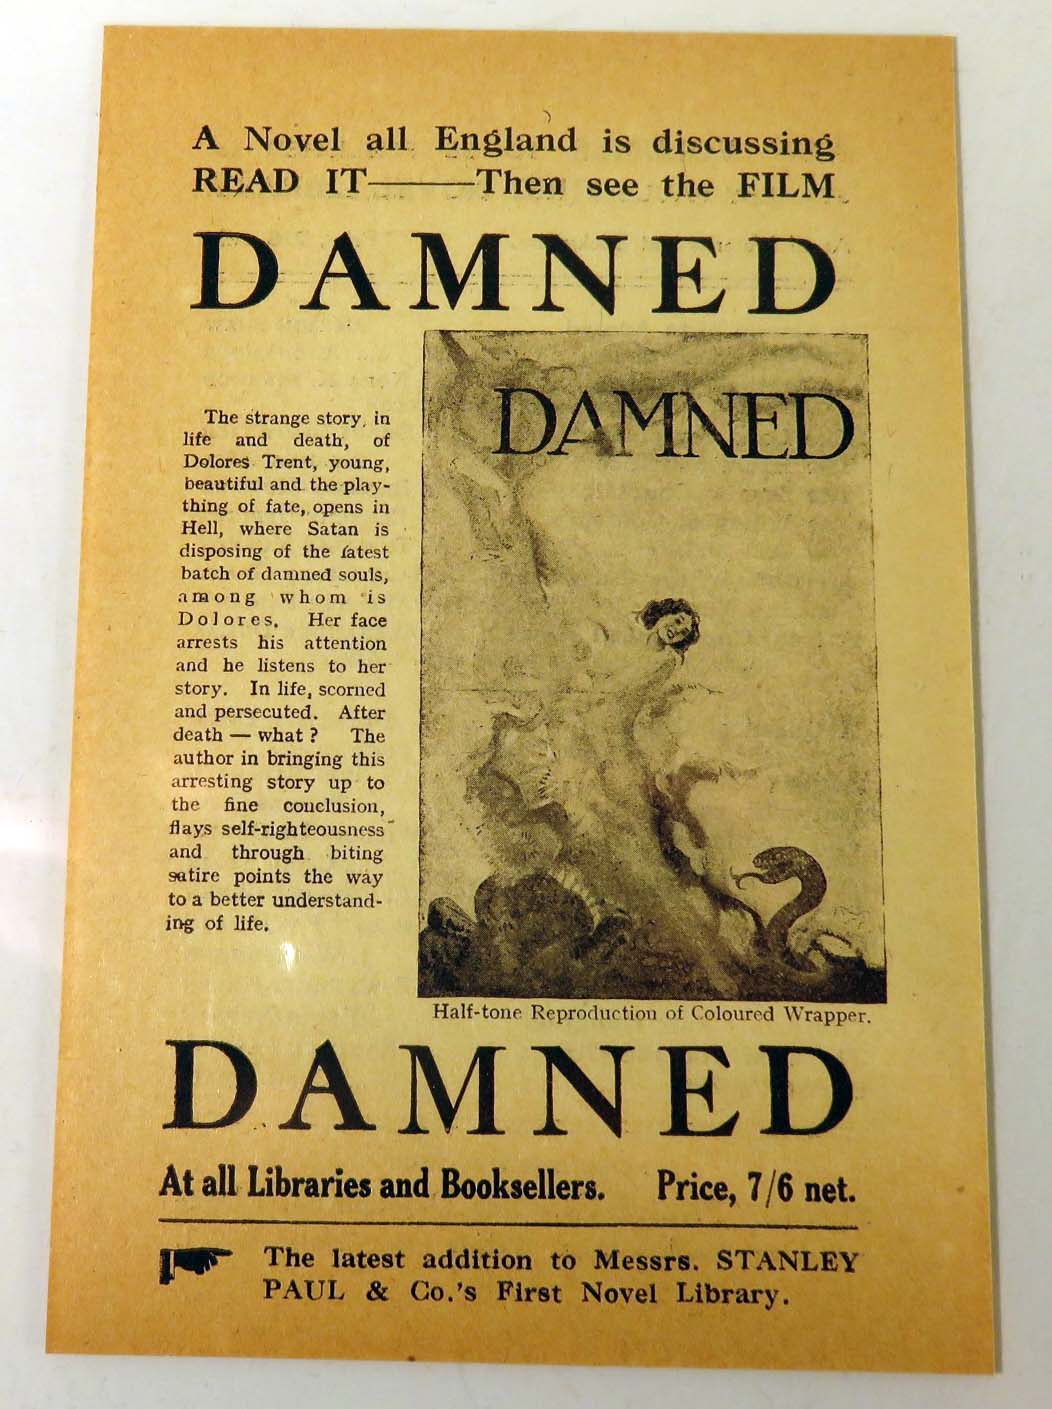 A Novel all England is discussing
READ IT———Then see the FILM
DAMNED
The strange story, in
life and death, of
Dolores Trent, young,
beautiful and the play-
thing of fate, opens in
Hell, where Satan is
disposing of the latest
batch of damned souls,
among whom is
Dolores. Her face
arrests his attention
and he listens to her
story. In life, scorned
and persecuted. After
death — what ? The
author in bringing this
arresting story up to
the fine conclusion,
flays self-righteousness
and through biting
satire points the way
to a better understand-
ing of life.
DAMNED
Half-tone Reproduction of Coloured Wrapper.
DAMNED
At all Libraries and Booksellers. Price, 7/6 net.
The latest addition to Messrs. STANLEY
PAUL & Co.'s First Novel Library.